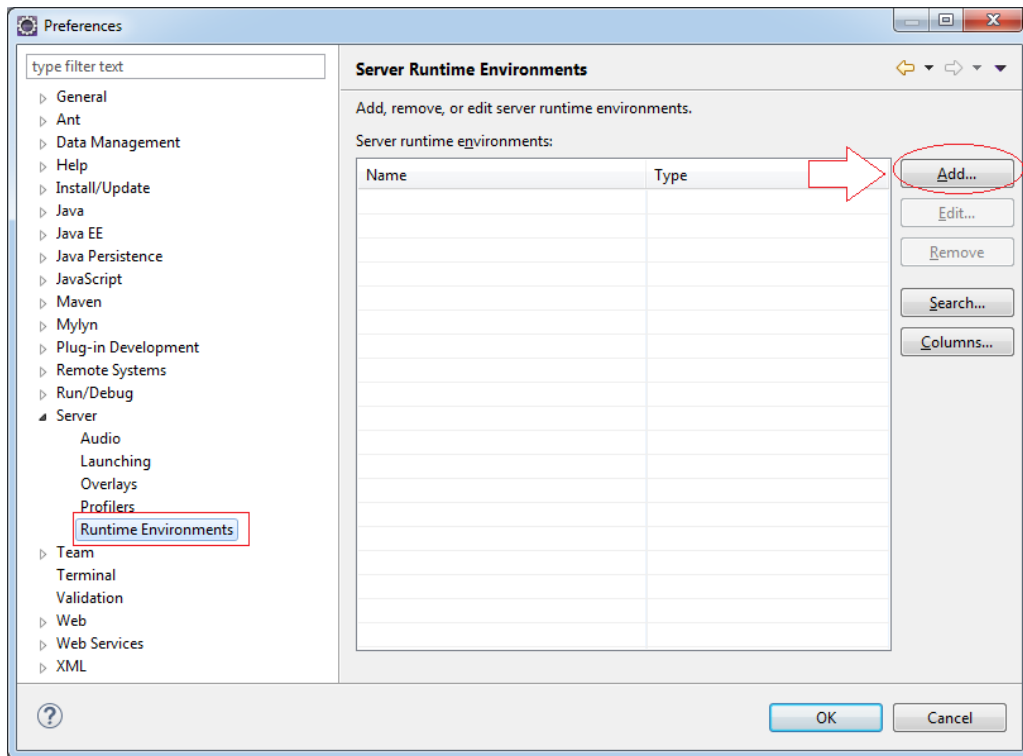 Preferences
type filter text
General
Ant
Data Management
Help
Install/Update
Java
Java EE
Java Persistence
JavaScript
Maven
Mylyn
Plug-in Development
Remote Systems
Run/Debug
Server
Audio
Launching
Overlays
Profilers
Runtime Environments
Team
Terminal
Validation
Web
Web Services
XML
Server Runtime Environments
Add, remove, or edit server runtime environments.
Server runtime environments:
Name Type
Add...
Edit...
Remove
Search...
Columns...
?
OK Cancel